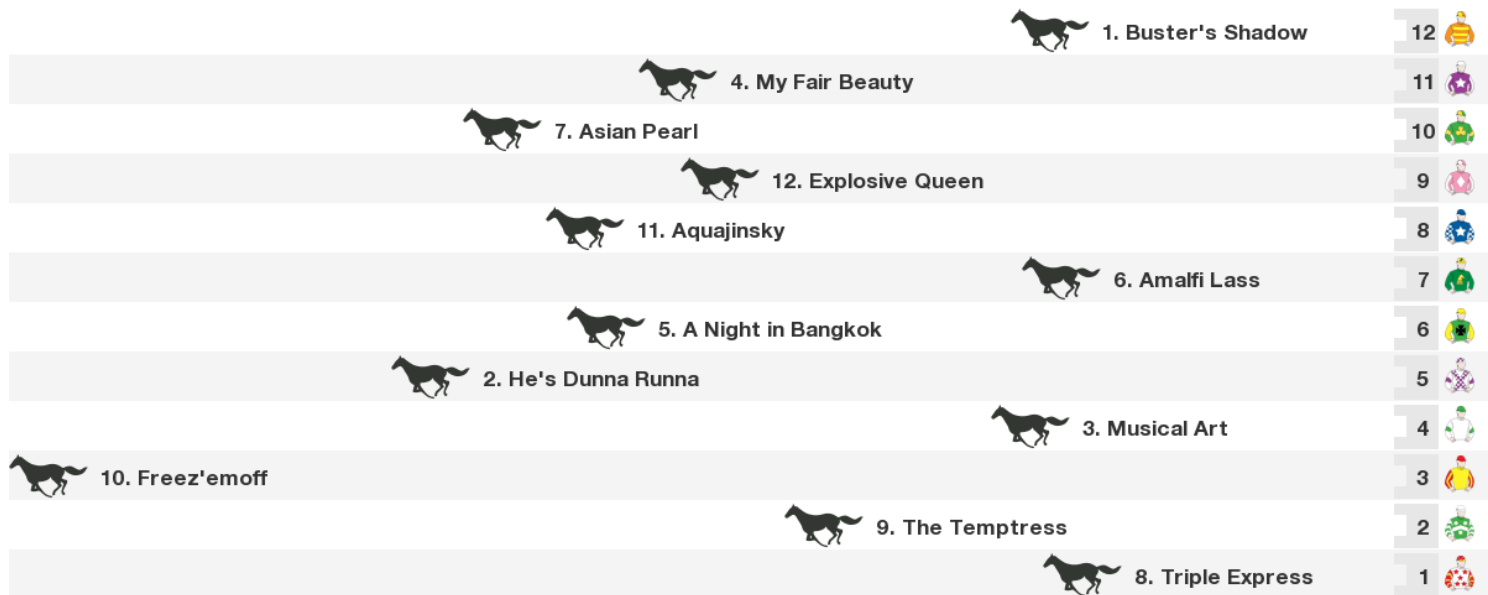 1. Buster's Shadow 12
4. My Fair Beauty 11
7. Asian Pearl 10
12. Explosive Queen 9
11. Aquajinsky 8
6. Amalfi Lass 7
5. A Night in Bangkok 6
2. He's Dunna Runna 5
3. Musical Art 4
10. Freez'emoff 3
9. The Temptress 2
8. Triple Express 1